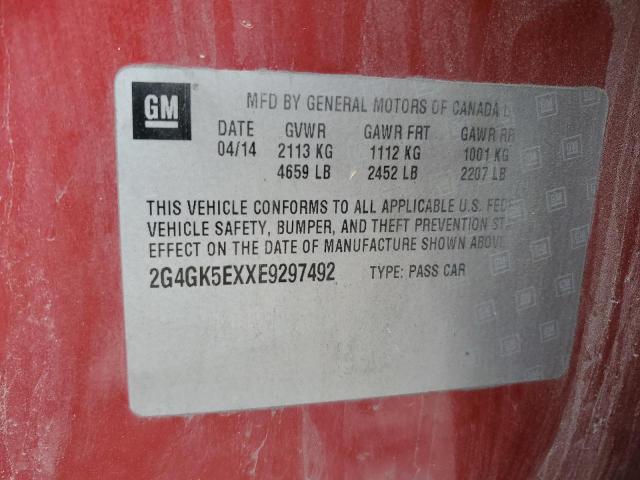 GM
MFD BY GENERAL MOTORS OF CANADA
DATE GVWR GAWR FRT GAWR RR
04/14 2113 KG 1112 KG 1001 KG
4659 LB 2452 LB 2207 LB
THIS VEHICLE CONFORMS TO ALL APPLICABLE U.S.
VEHICLE SAFETY, BUMPER, AND THEFT PREVENTION
EFFECT ON THE DATE OF MANUFACTURE SHOWN ABOVE
2G4GK5EXXE9297492 TYPE: PASS CAR